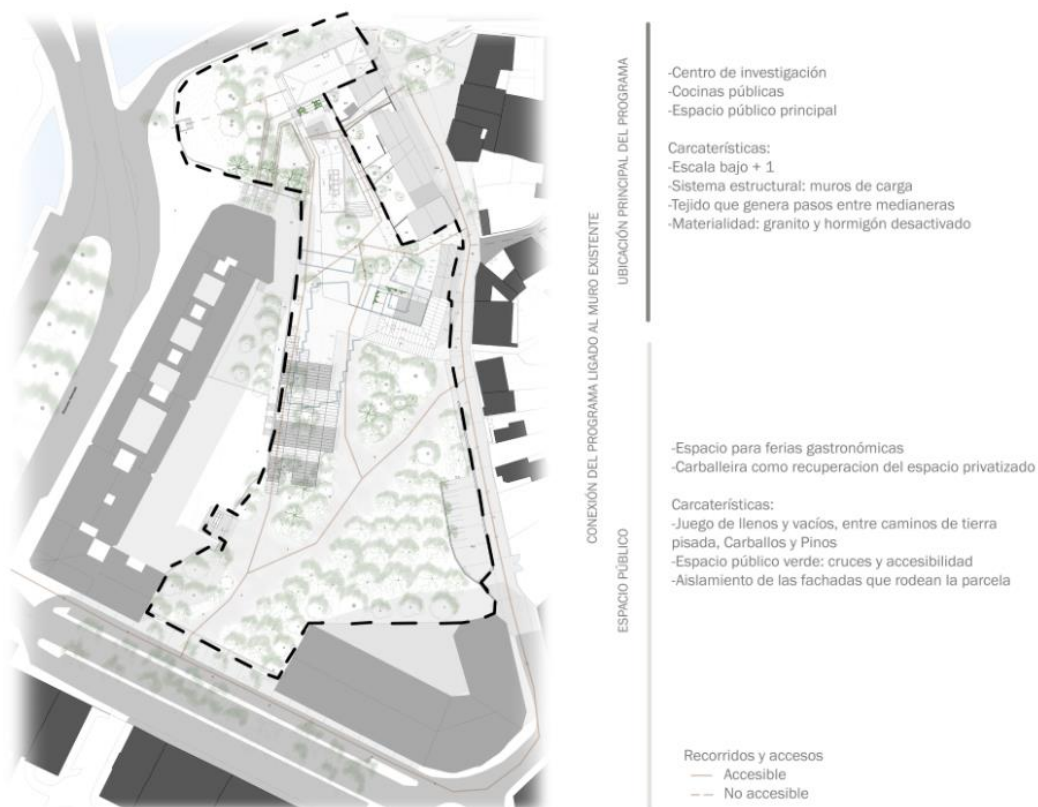 CONEXIÓN DEL PROGRAMA LIGADO AL MURO EXISTENTE
UBICACIÓN PRINCIPAL DEL PROGRAMA
-Centro de investigación
-Cocinas públicas
-Espacio público principal
Carcaterísticas:
-Escala bajo + 1
-Sistema estructural: muros de carga
-Tejido que genera pasos entre medianeras
-Materialidad: granito y hormigón desactivado
ESPACIO PÚBLICO
-Espacio para ferias gastronómicas
-Carballeira como recuperacion del espacio privatizado
Carcaterísticas:
-Juego de llenos y vacíos, entre caminos de tierra
pisada, Carballos y Pinos
-Espacio público verde: cruces y accesibilidad
-Aislamiento de las fachadas que rodean la parcela
Recorridos y accesos
Accesible
No accesible